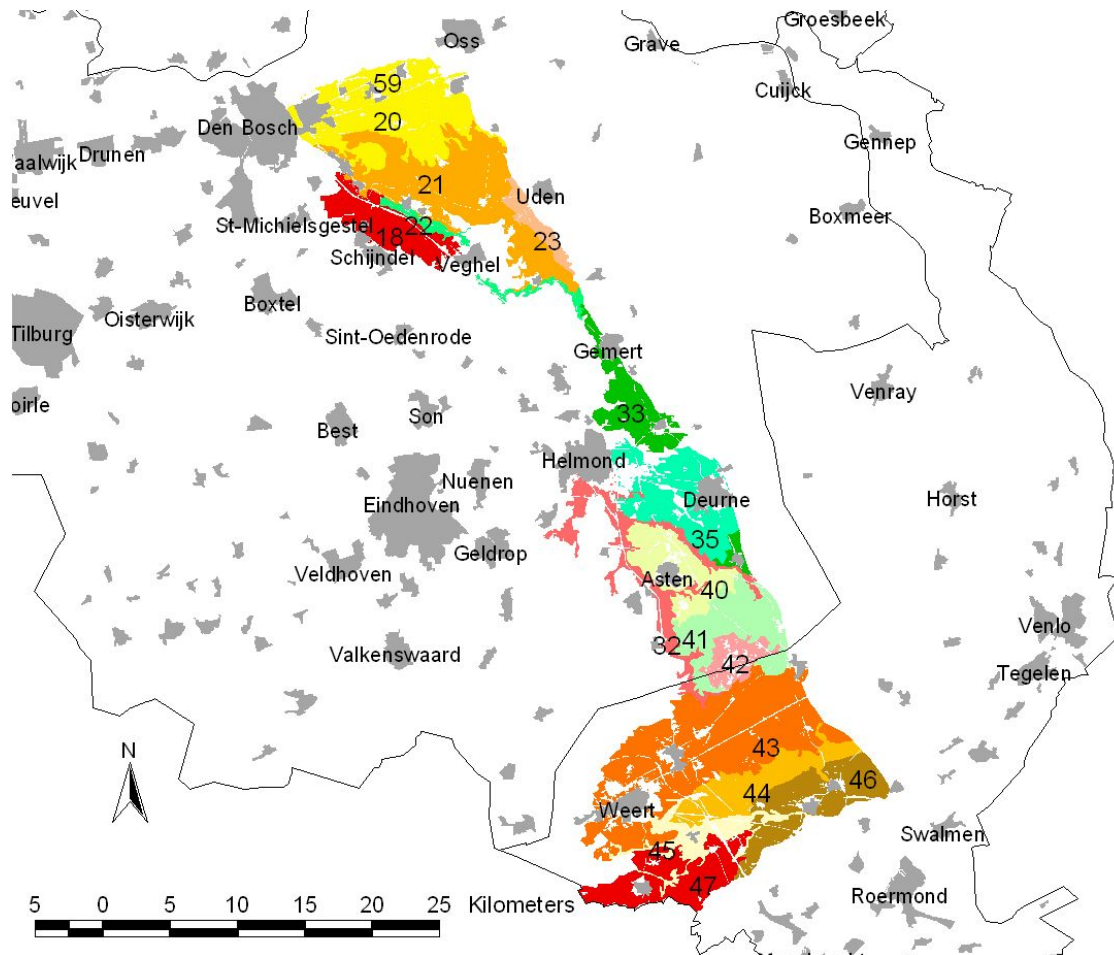 Groesbeek
Oss
Grave
59
Cuijck
20
Den Bosch
Gennep
aalwijk
Drunen
21
euvel
Uden
Boxmeer
St-Michielsgestel
22
18
23
Schijndel
Veghel
Boxtel
Oisterwijk
Tilburg
Sint-Oedenrode
Gemert
Venray
oirle
Son
33
Best
Helmond
Nuenen
Deurne
Horst
Eindhoven
35
Geldrop
Veldhoven
Asten
40
Venlo
32
41
Valkenswaard
42
Tegelen
N
43
46
44
Weert
Swalmen
45
47
Roermond
5 0 5 10 15 20 25 Kilometers